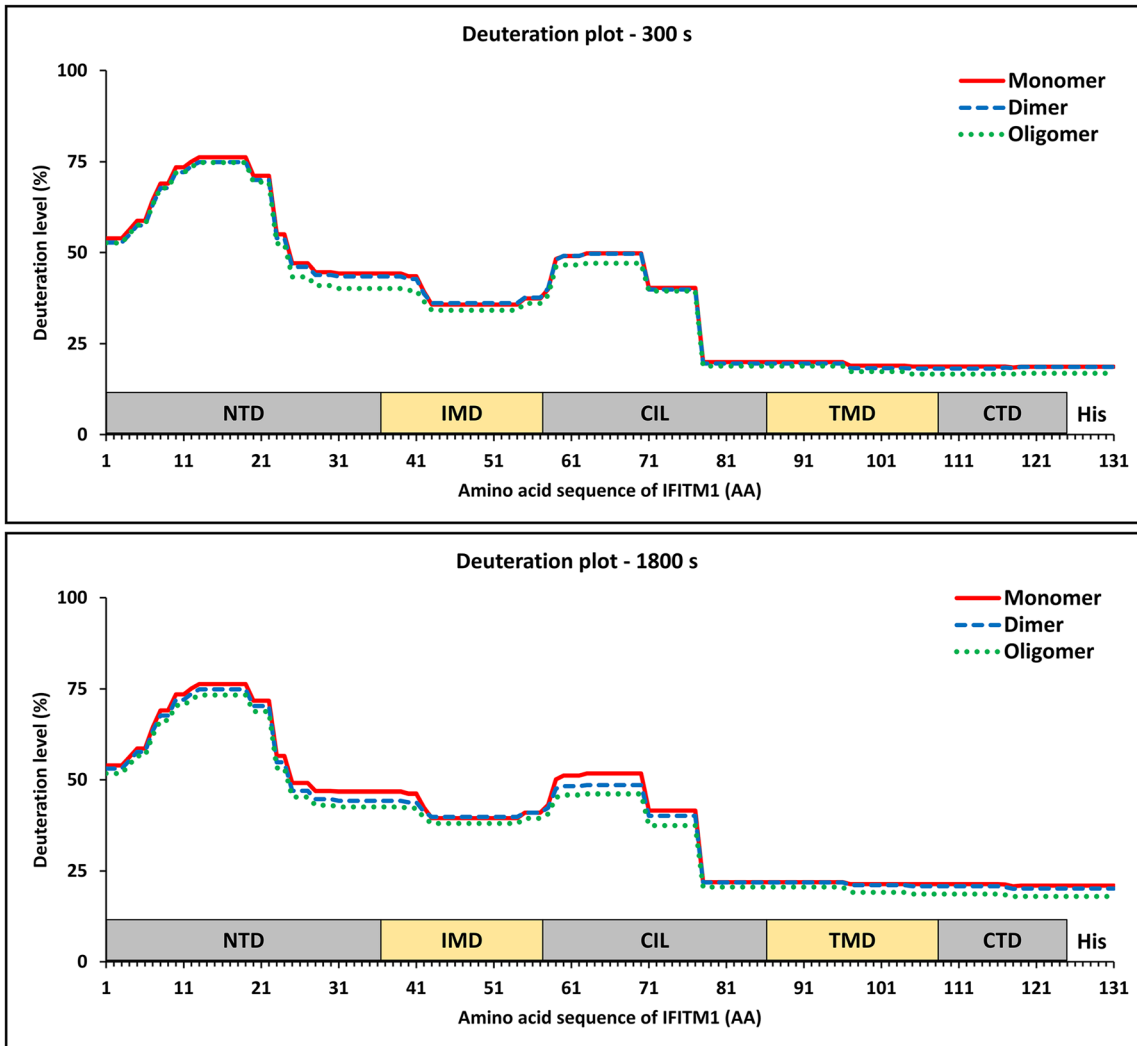 Deuteration plot - 300 s
100
75
50
25
0
Deuteration level (%)
Monomer
Dimer
Oligomer
NTD IMD CIL TMD CTD His
1 11 21 31 41 51 61 71 81 91 101 111 121 131
Amino acid sequence of IFITM1 (AA)
Deuteration plot - 1800 s
100
75
50
25
0
Deuteration level (%)
Monomer
Dimer
Oligomer
NTD IMD CIL TMD CTD His
1 11 21 31 41 51 61 71 81 91 101 111 121 131
Amino acid sequence of IFITM1 (AA)